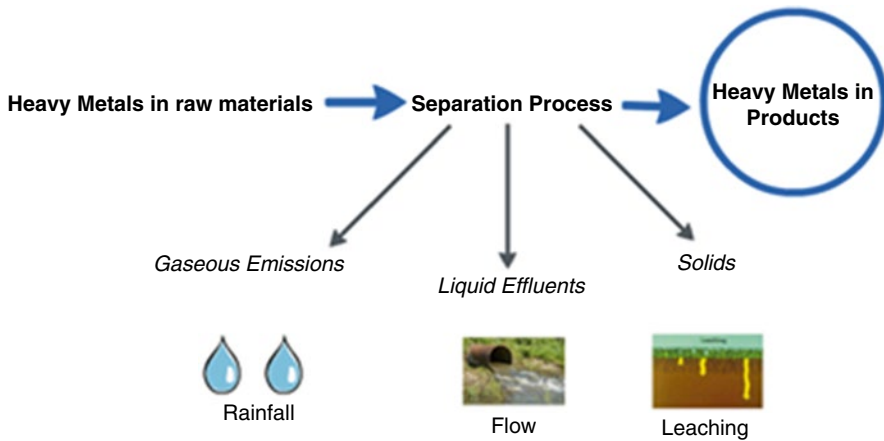 Heavy Metals in raw materials
Separation Process
Heavy Metals in
Products
Gaseous Emissions
Liquid Effluents
Solids
Leaching
Rainfall
Flow
Leaching